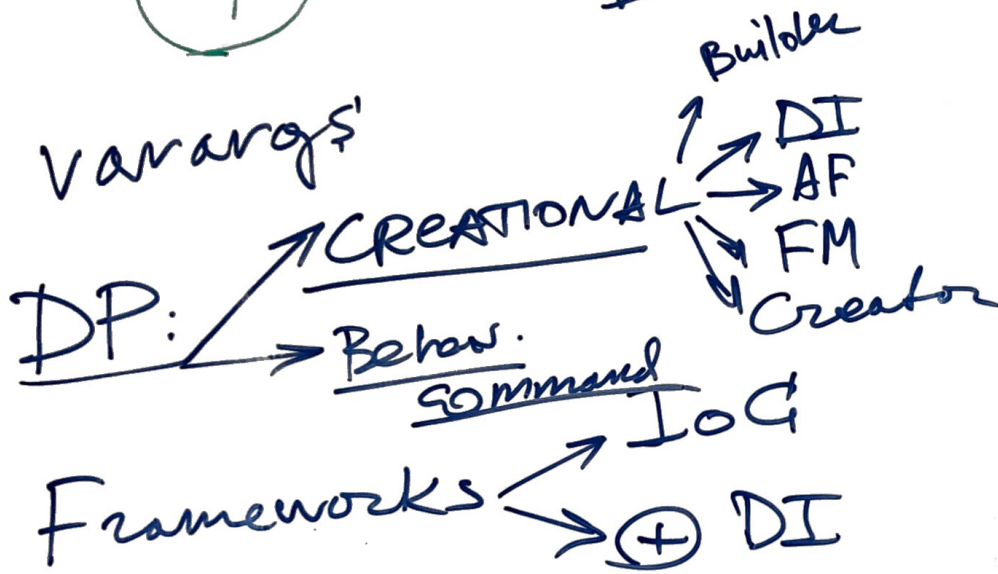 Builder
varargs
DI
AF
CREATIONAL
FM
Creator
DP:
Behav.
Command
IoC
Frameworks
+ DI